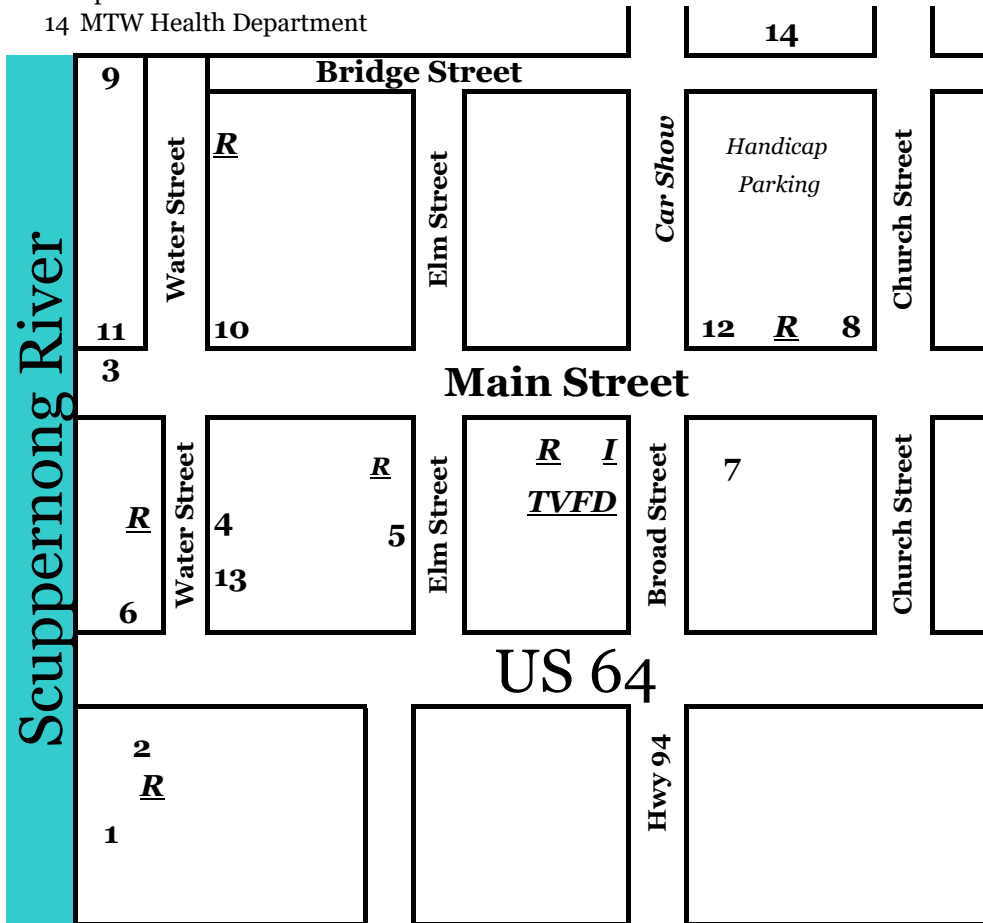 14 MTW Health Department
14
9
Bridge Street
R
Water Street
Elm Street
Car Show
Handicap
Parking
Church Street
11
10
12 R 8
3
Main Street
Scuppernong River
R
Water Street
4
13
6
R
5
Elm Street
R I
TVFD
Broad Street
7
Church Street
US 64
2
R
1
Hwy 94